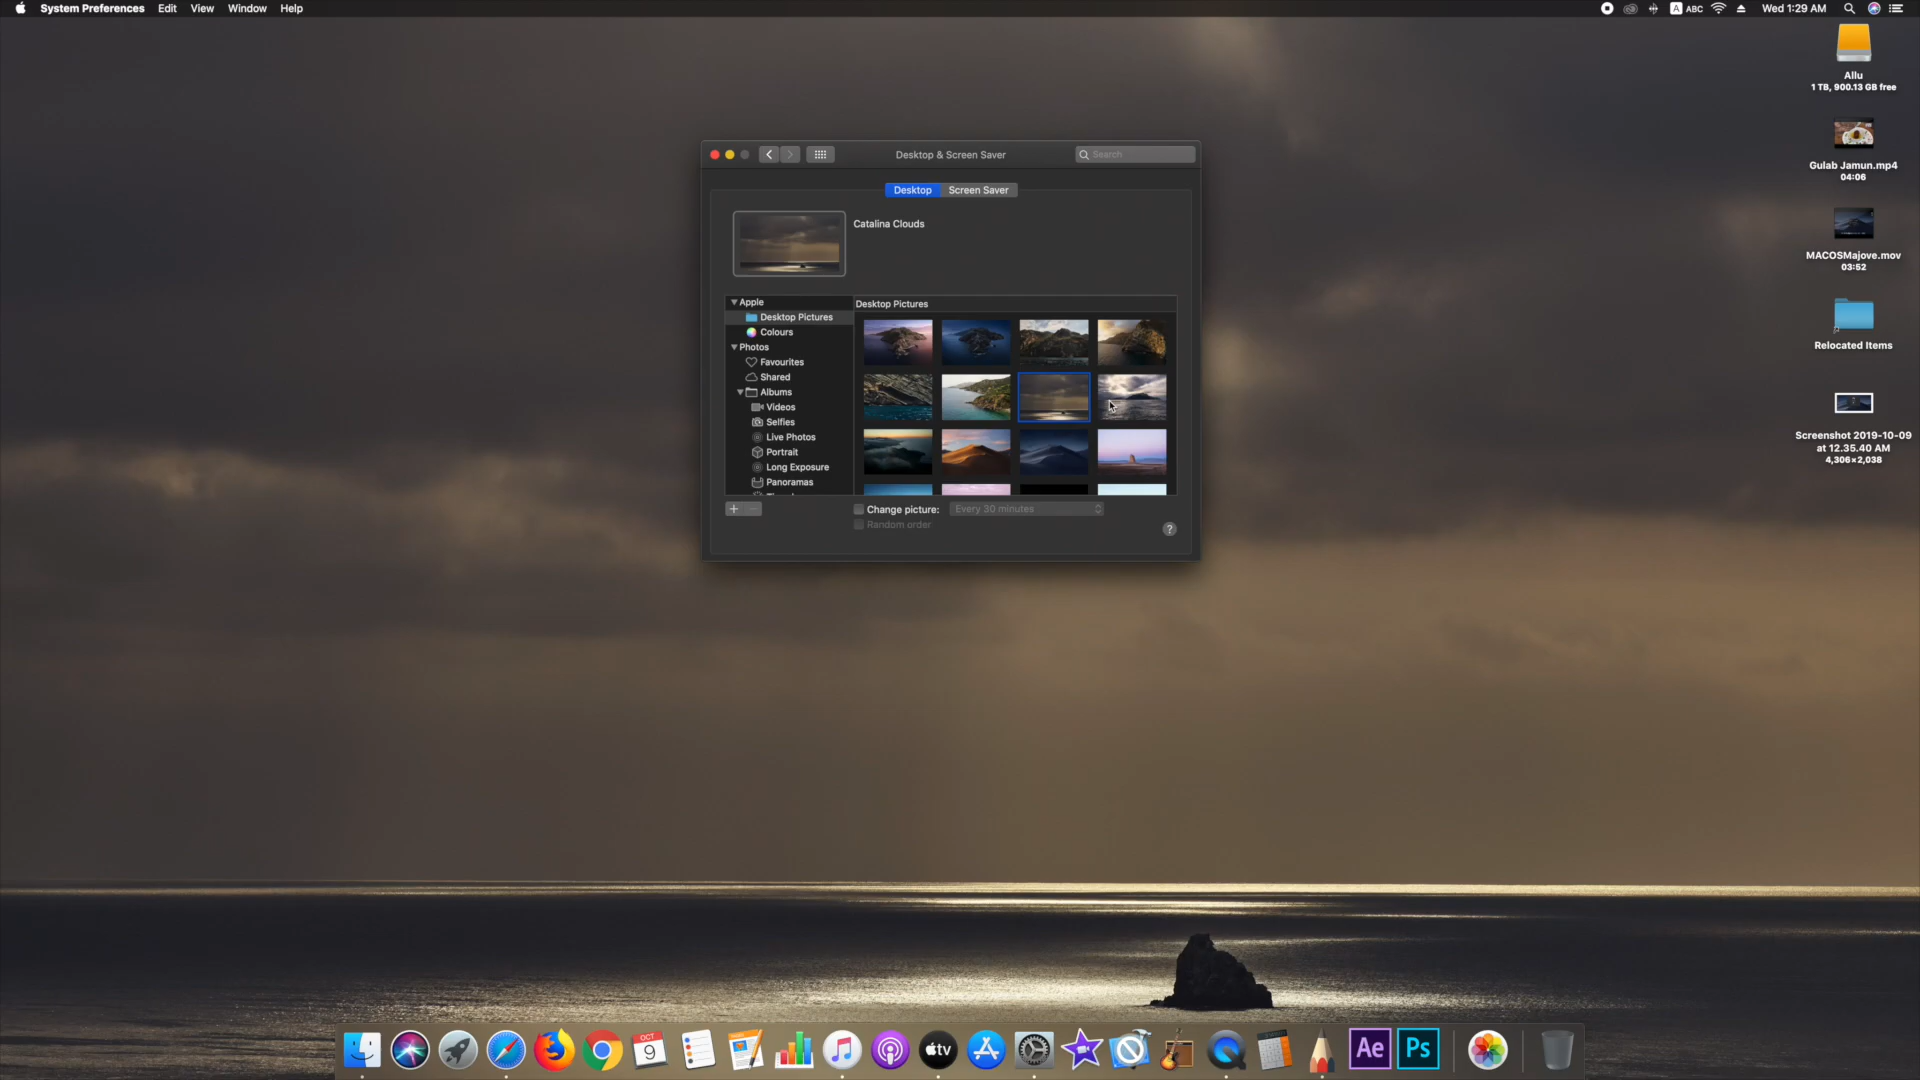 System Preferences Edit View Window Help
A ABC Wed 1:29 AM
Allu
1 TB, 900.13 GB free
Gulab Jamun.mp4
04:06
MACOSMajove.mov
03:52
Relocated Items
Screenshot 2019-10-09
at 12.35.40 AM
4,306×2,038
Desktop & Screen Saver
Search
Desktop Screen Saver
Catalina Clouds
Apple
Desktop Pictures
Colours
Photos
Favourites
Shared
Albums
Videos
Selfies
Live Photos
Portrait
Long Exposure
Panoramas
Desktop Pictures
+ −
Change picture: Every 30 minutes
Random order
?
OCT
9
tv
Ae
Ps